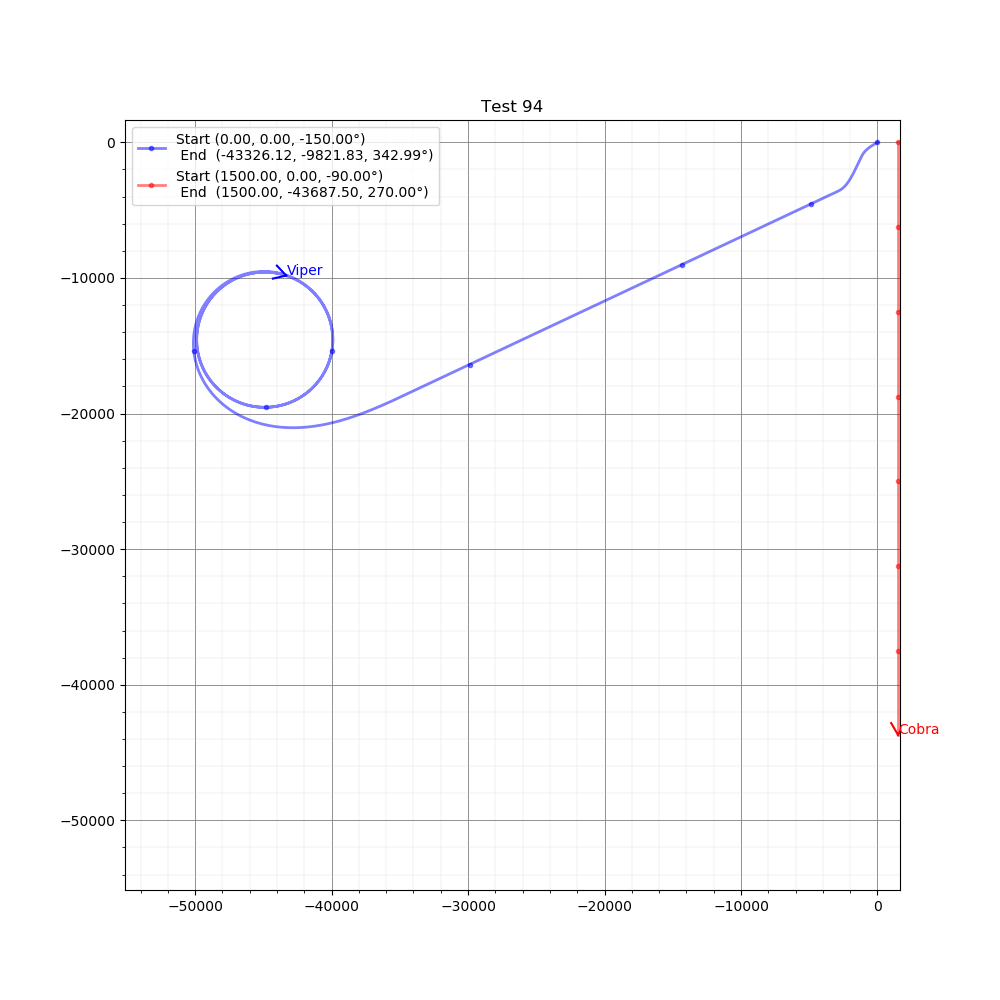 Test 94
Start (0.00, 0.00, -150.00°)
End (-43326.12, -9821.83, 342.99°)
Start (1500.00, 0.00, -90.00°)
End (1500.00, -43687.50, 270.00°)
0
−10000
−20000
−30000
−40000
−50000
Viper
Cobra
−50000 −40000 −30000 −20000 −10000 0